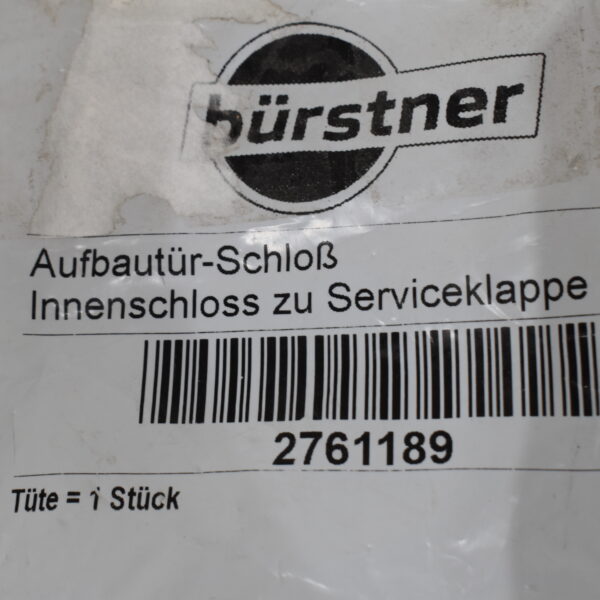 bürstner
Aufbautür-Schloß
Innenschloss zu Serviceklappe
2761189
Tüte = 1 Stück